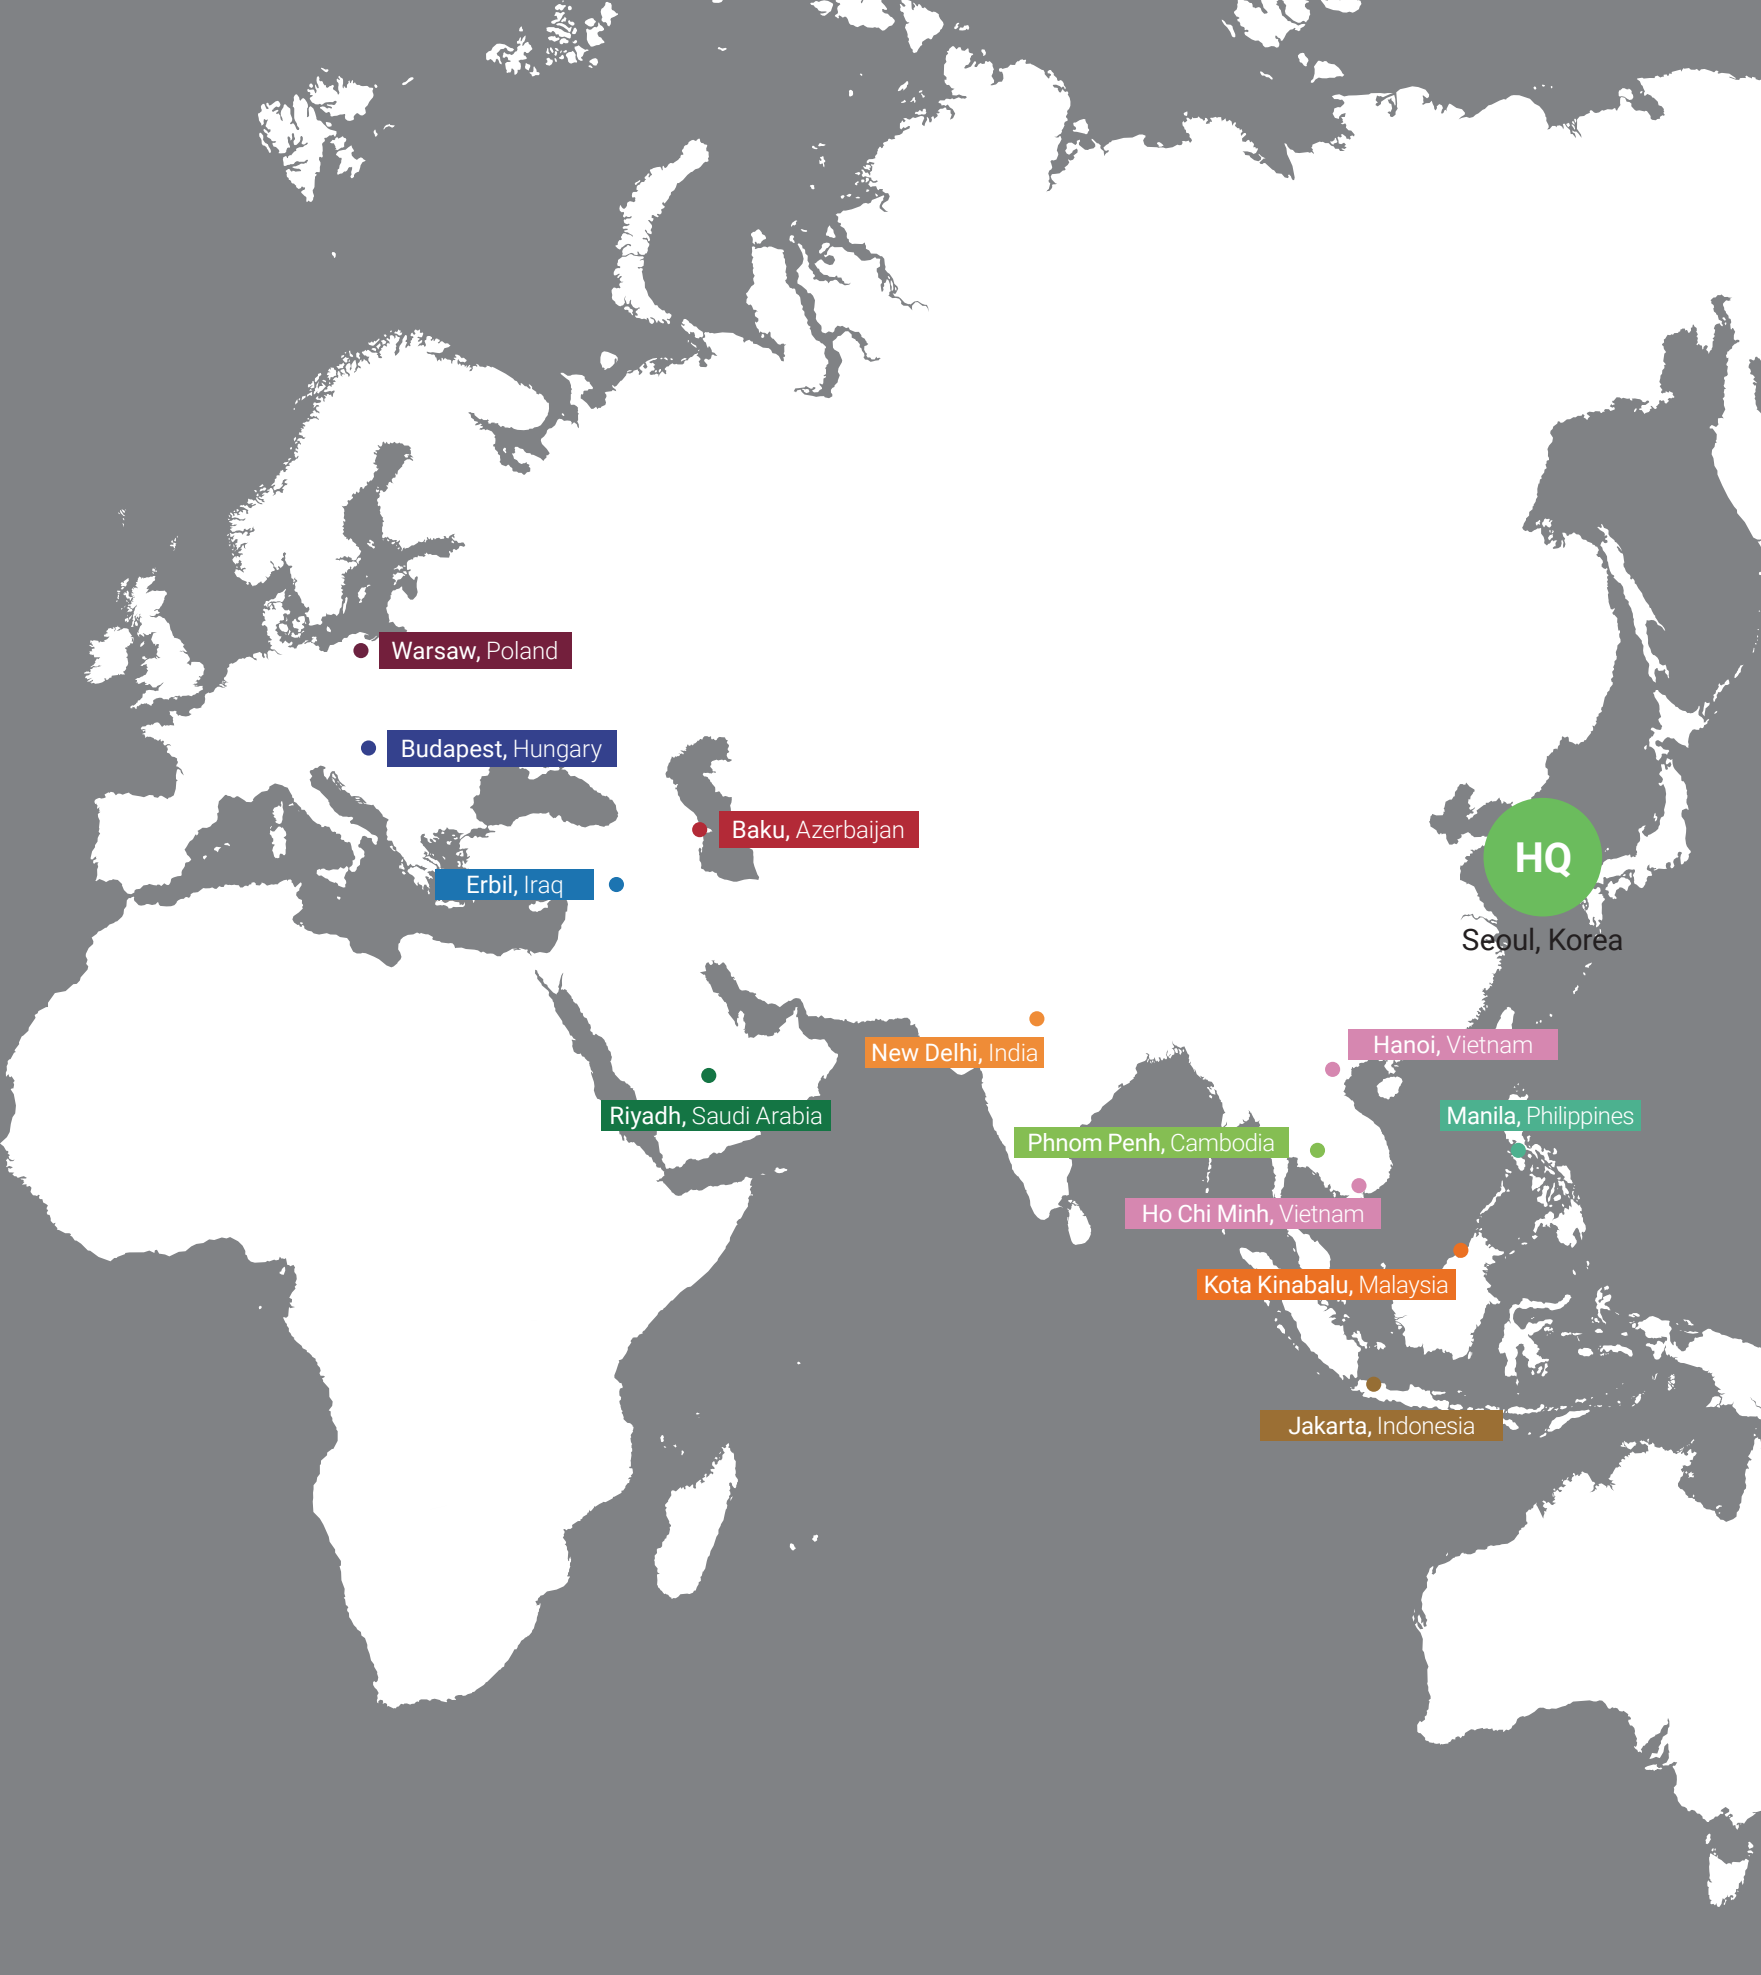 Warsaw, Poland
Budapest, Hungary
Baku, Azerbaijan
HQ
Erbil, Iraq
Seoul, Korea
New Delhi, India
Hanoi, Vietnam
Riyadh, Saudi Arabia
Manila, Philippines
Phnom Penh, Cambodia
Ho Chi Minh, Vietnam
Kota Kinabalu, Malaysia
Jakarta, Indonesia